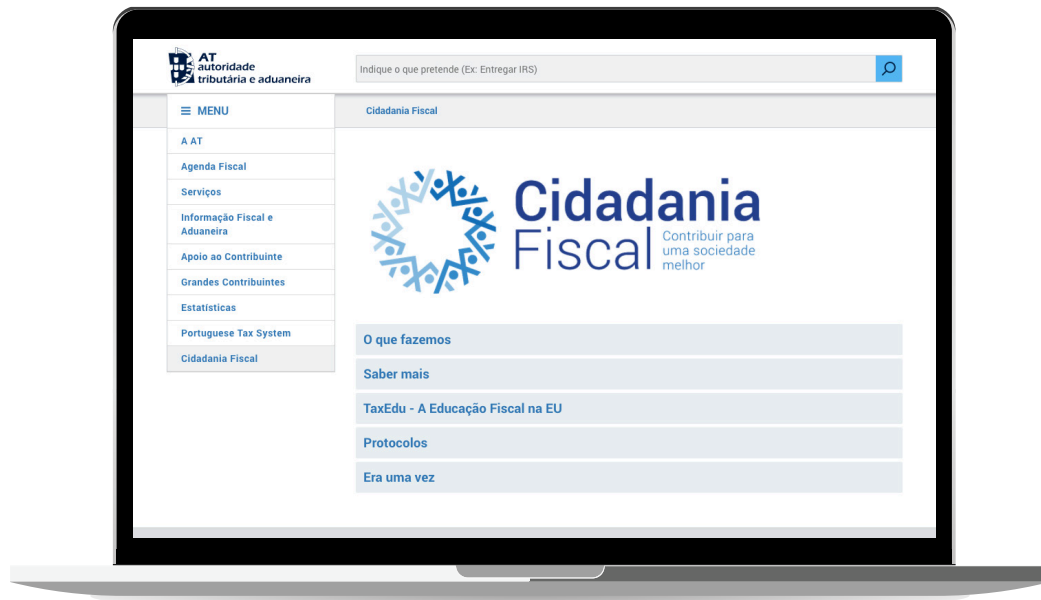 AT
autoridade
tributária e aduaneira
Indique o que pretende (Ex: Entregar IRS)
MENU
Cidadania Fiscal
A AT
Agenda Fiscal
Serviços
Informação Fiscal e
Aduaneira
Apoio ao Contribuinte
Grandes Contribuintes
Estatísticas
Portuguese Tax System
Cidadania Fiscal
Cidadania
Fiscal
Contribuir para
uma sociedade
melhor
O que fazemos
Saber mais
TaxEdu - A Educação Fiscal na EU
Protocolos
Era uma vez